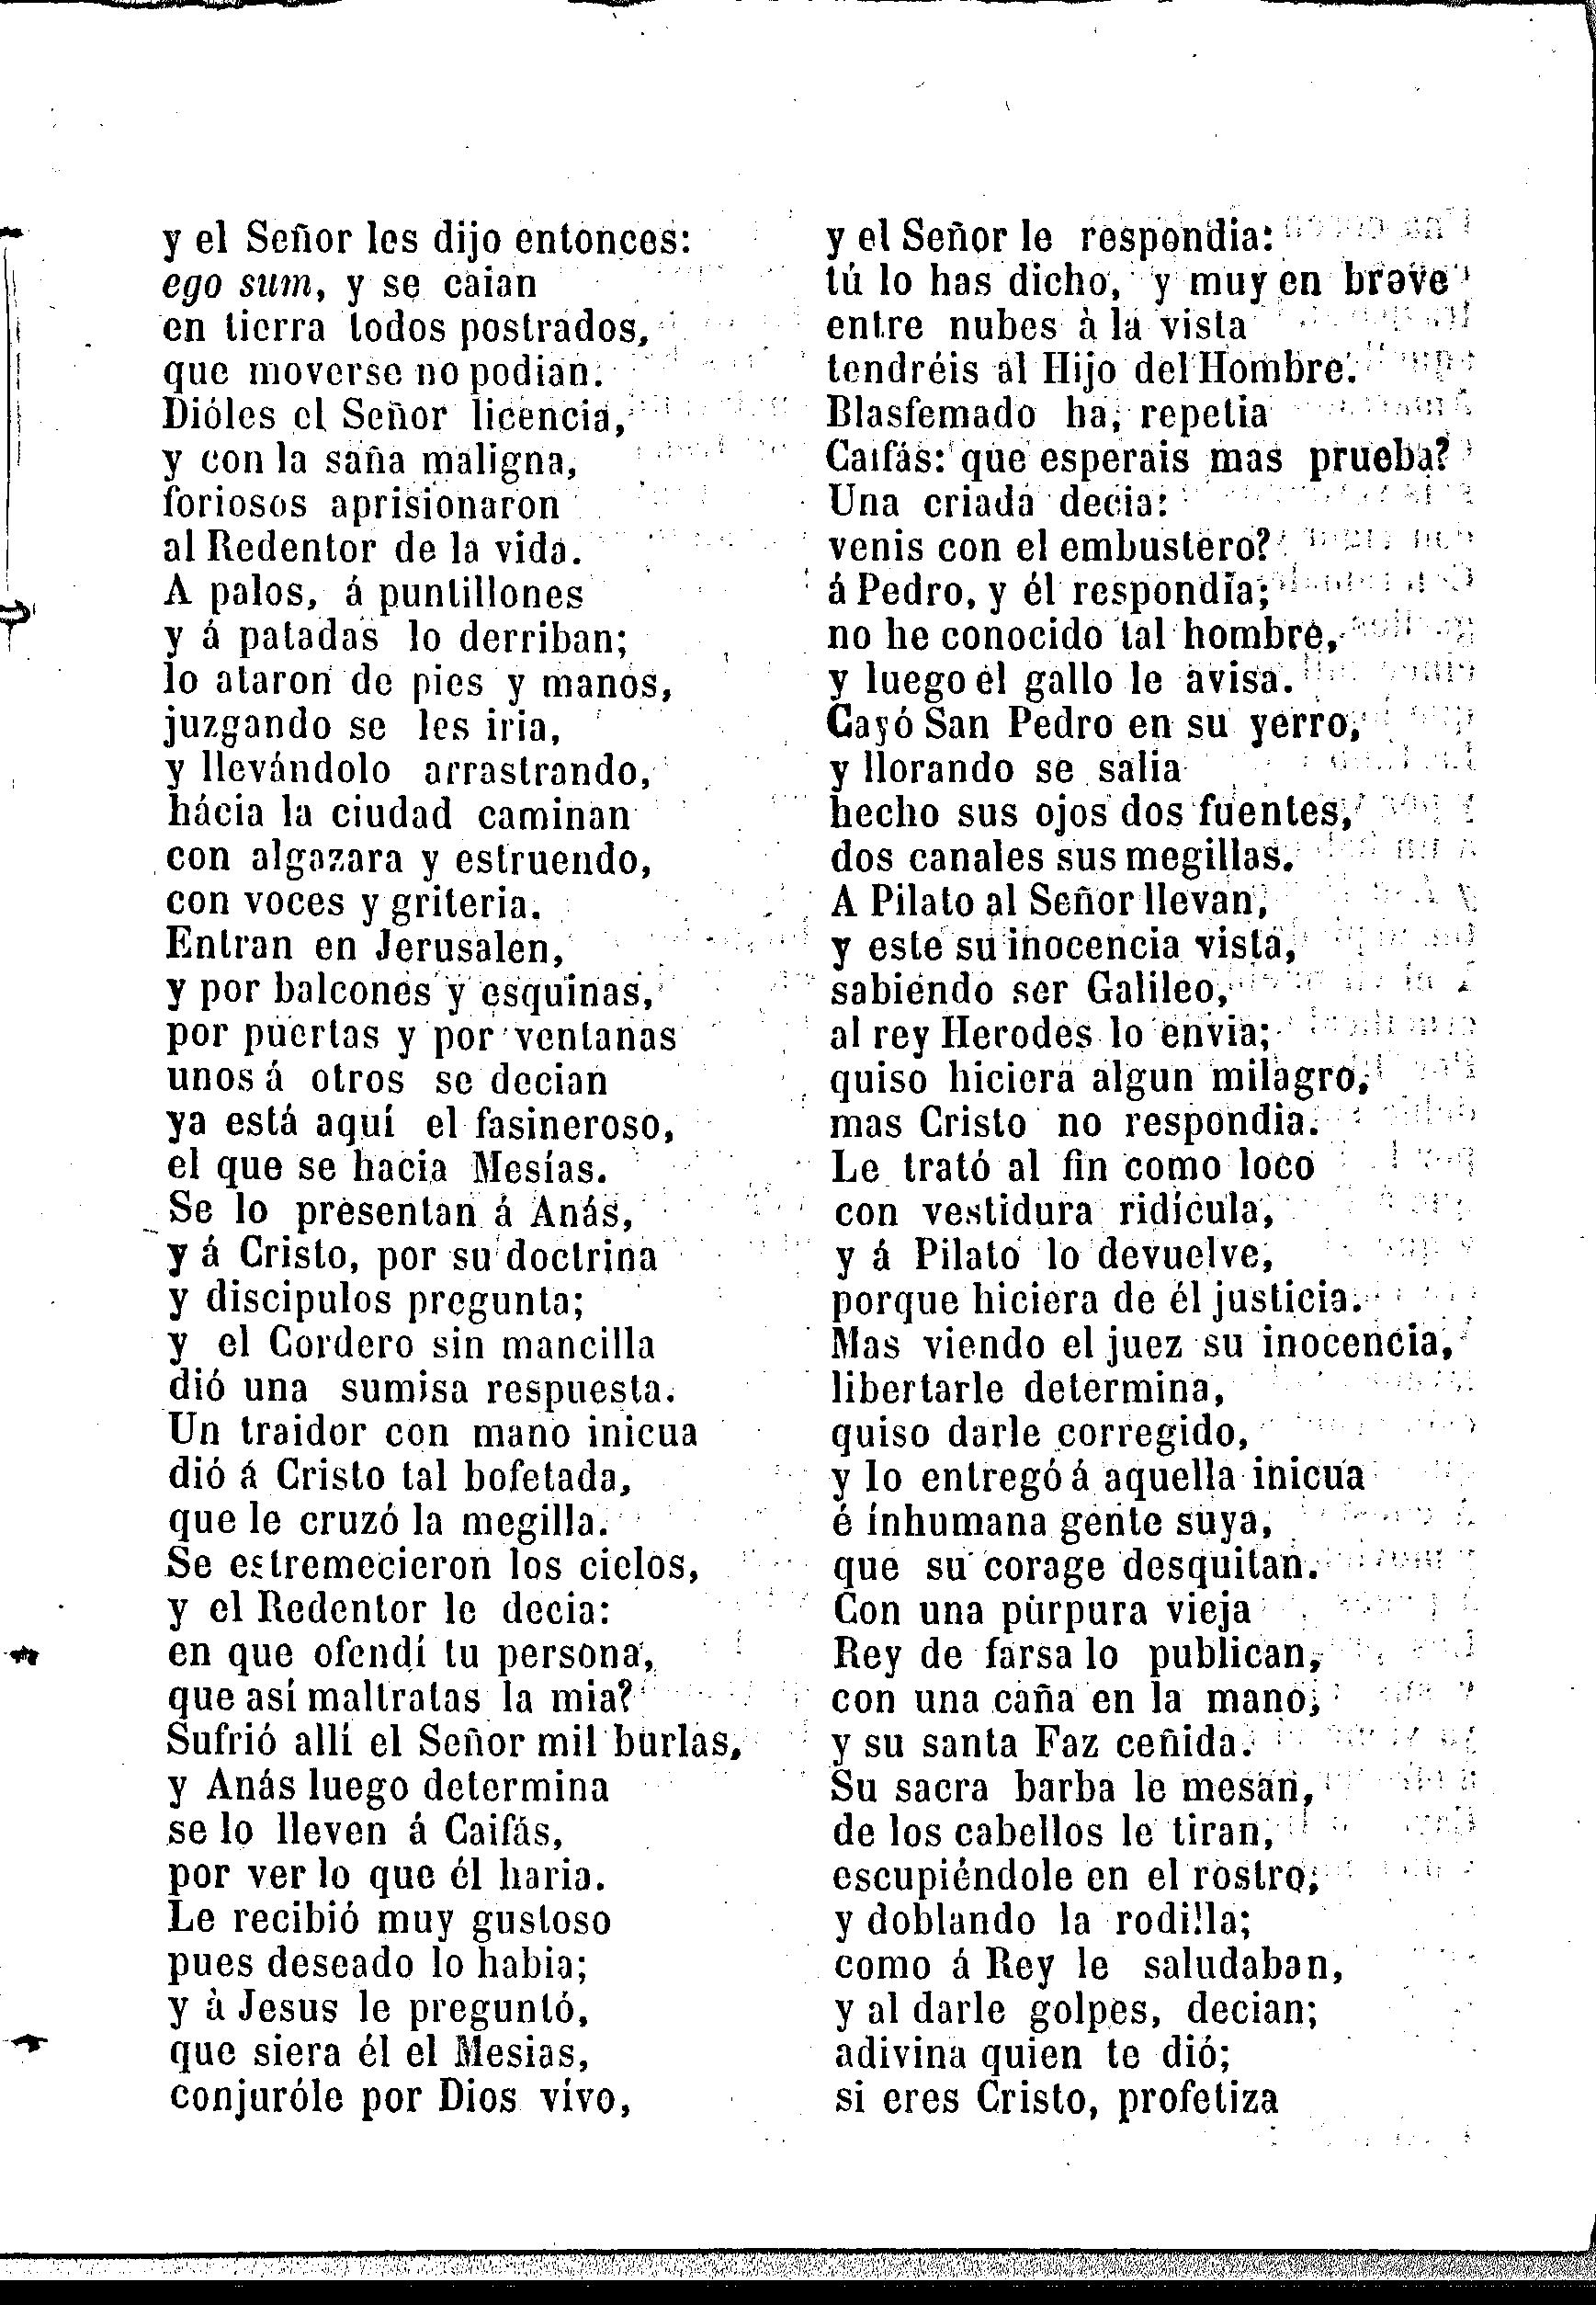 y el Señor les dijo entonces:
ego sum, y se caian
en tierra todos postrados,
que moverse no podian.
Dióles el Señor licencia,
y con la saña maligna,
foriosos aprisionaron
al Redentor de la vida.
A palos, á puntillones
y á patadas lo derriban;
lo ataron de pies y manos,
juzgando se les iria,
y llevándolo arrastrando,
hácia la ciudad caminan
con algazara y estruendo,
con voces y griteria.
Entran en Jerusalen,
y por balcones y esquinas,
por puertas y por ventanas
unos á otros se decian
ya está aquí el fasineroso,
el que se hacia Mesías.
Se lo presentan á Anás,
y á Cristo, por su doctrina
y discipulos pregunta;
y el Cordero sin mancilla
dió una sumisa respuesta.
Un traidor con mano inicua
dió á Cristo tal bofetada,
que le cruzó la megilla.
Se estremecieron los cielos,
y el Redentor le decia:
en que ofendí tu persona,
que así maltratas la mia?
Sufrió allí el Señor mil burlas,
y Anás luego determina
se lo lleven á Caifás,
por ver lo que él haria.
Le recibió muy gustoso
pues deseado lo habia;
y à Jesus le preguntó,
que siera él el Mesias,
conjuróle por Dios vívo,
y el Señor le respondia:
tú lo has dicho, y muy en breve
entre nubes à la vista
tendréis al Hijo del Hombre.
Blasfemado ha, repetia
Caifás: que esperais mas prueba?
Una criada decia:
venis con el embustero?
á Pedro, y él respondía;
no he conocido tal hombre,
y luego el gallo le avisa.
Cayó San Pedro en su yerro,
y llorando se salia
hecho sus ojos dos fuentes,
dos canales sus megillas.
A Pilato al Señor llevan,
y este su inocencia vista,
sabiendo ser Galileo,
al rey Herodes lo envia;
quiso hiciera algun milagro,
mas Cristo no respondia.
Le trató al fin como loco
con vestidura ridícula,
y á Pilato lo devuelve,
porque hiciera de él justicia.
Mas viendo el juez su inocencia,
libertarle determina,
quiso darle corregido,
y lo entregó á aquella inicua
é ínhumana gente suya,
que su corage desquitan.
Con una pùrpura vieja
Rey de farsa lo publican,
con una caña en la mano,
y su santa Faz ceñida.
Su sacra barba le mesan,
de los cabellos le tiran,
escupiéndole en el rostro,
y doblando la rodilla;
como á Rey le saludaban,
y al darle golpes, decian;
adivina quien te dió;
si eres Cristo, profetiza